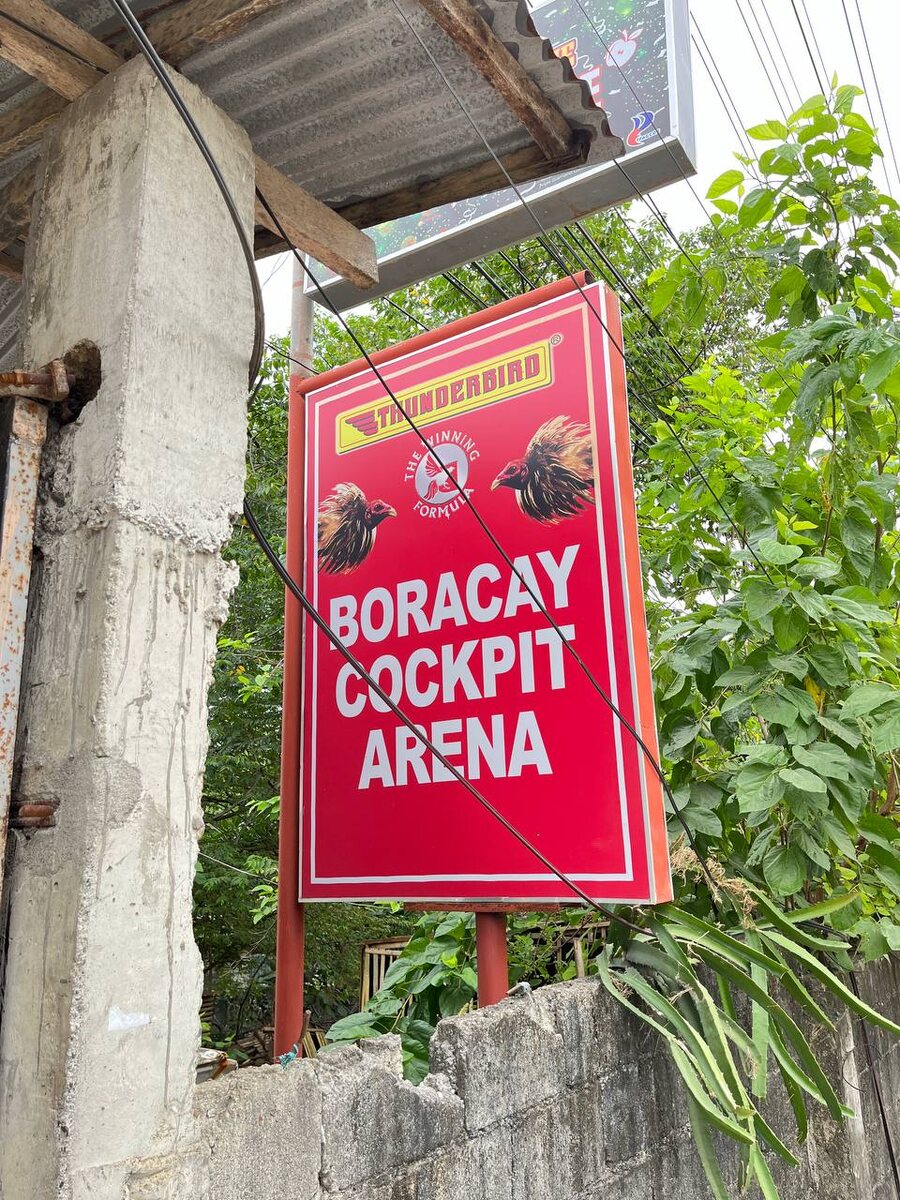 THUNDERBIRD®
THE WINNING
FORMULA
BORACAY
COCKPIT
ARENA